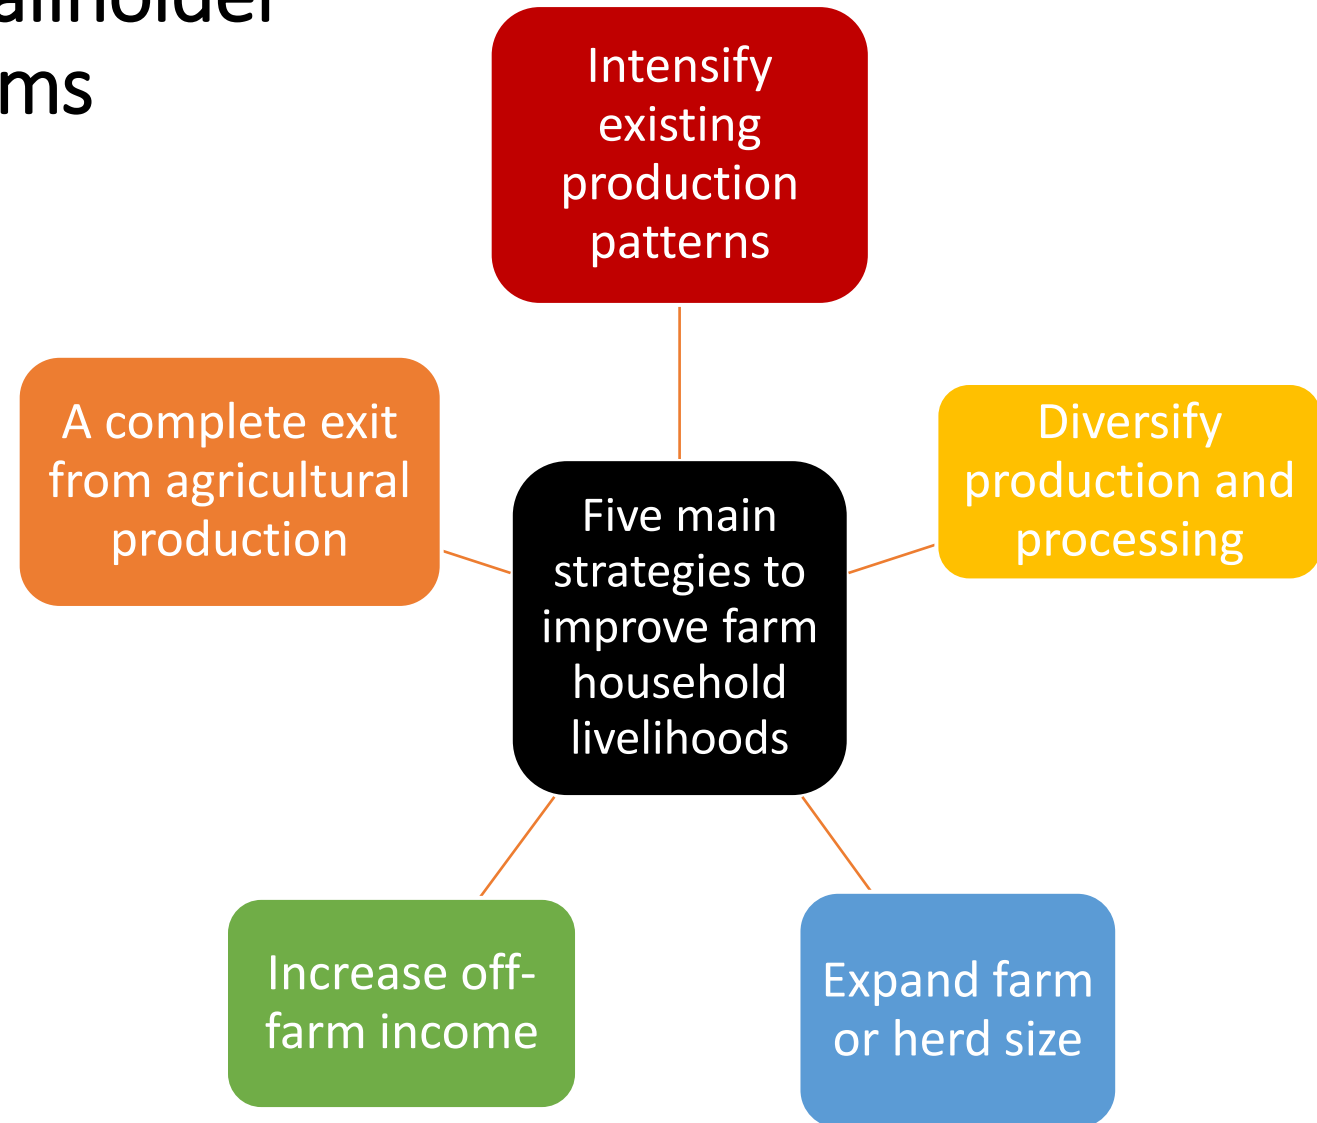 ms
Intensify
existing
production
patterns
A complete exit
from agricultural
production
Diversify
production and
processing
Five main
strategies to
improve farm
household
livelihoods
Increase off-
farm income
Expand farm
or herd size